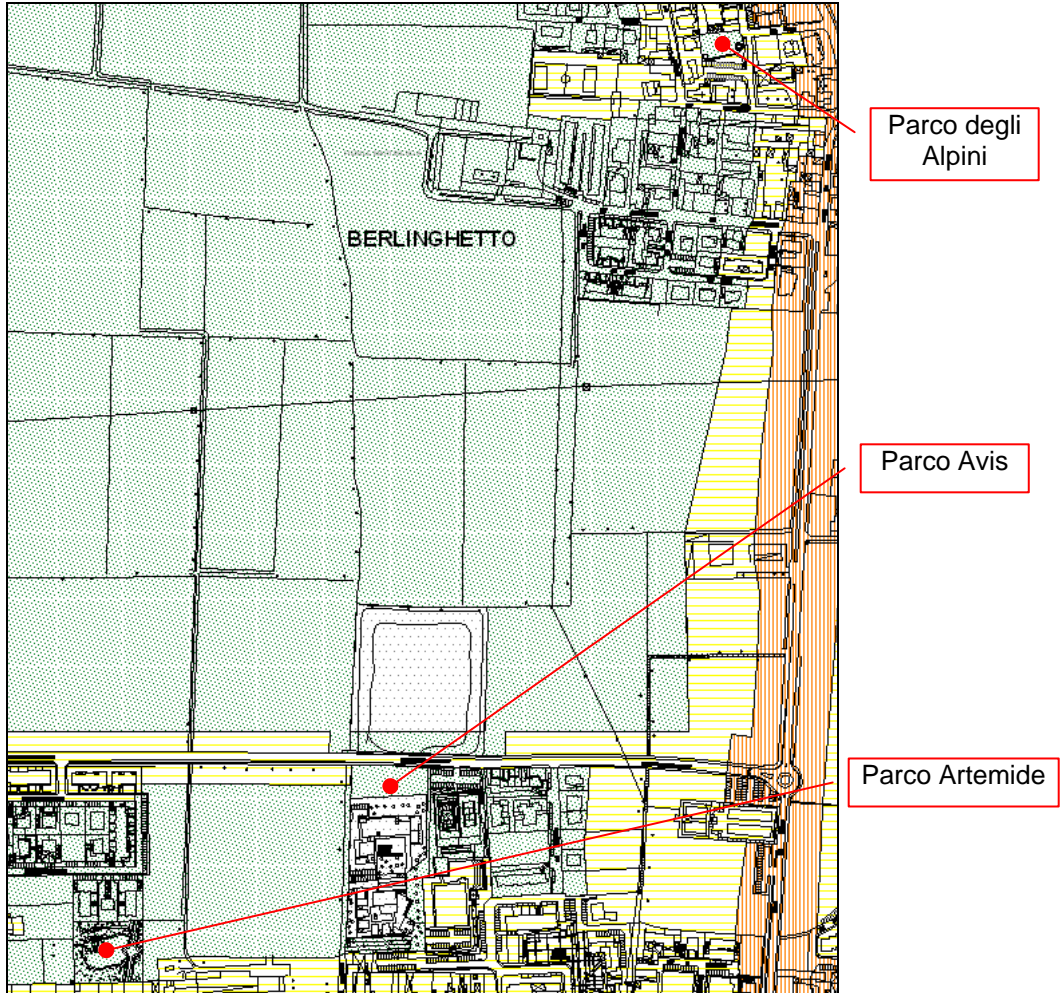 Parco degli
Alpini
BERLINGHETTO
Parco Avis
Parco Artemide